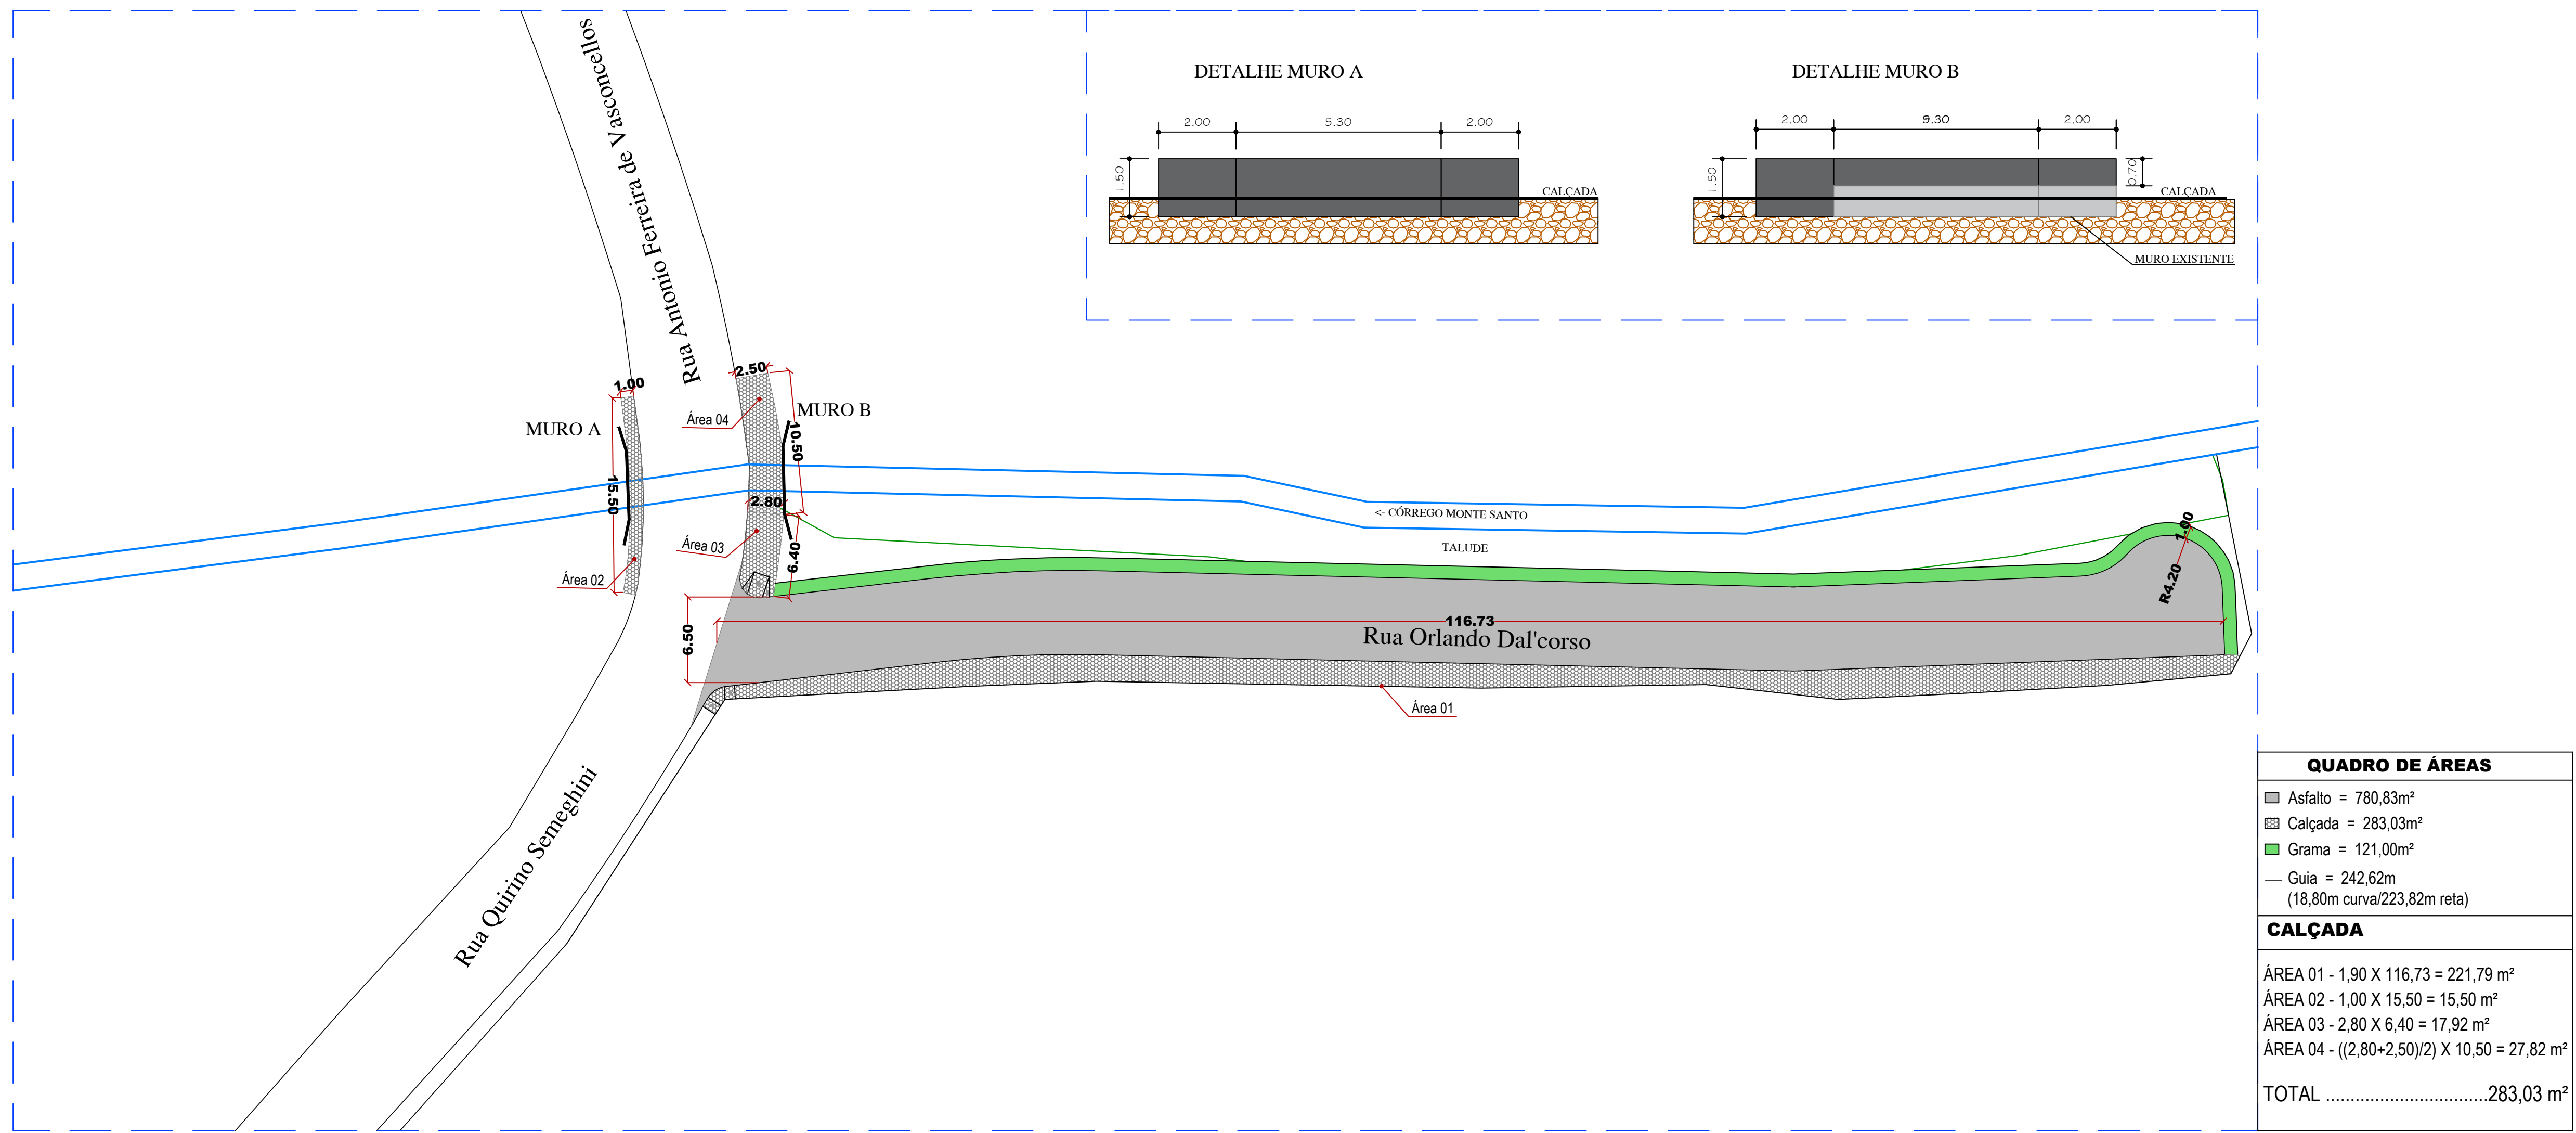 DETALHE MURO A
2.00
5.30
2.00
1.50
CALÇADA
DETALHE MURO B
2.00
9.30
2.00
1.50
0.70
CALÇADA
MURO EXISTENTE
Rua Antonio Ferreira de Vasconcellos
1.00
2.50
MURO A
Área 04
MURO B
10.50
15.50
2.80
<- CÓRREGO MONTE SANTO
Área 03
6.40
TALUDE
Área 02
1.00
R4.20
6.50
116.73
Rua Orlando Dal'corso
Área 01
Rua Quirino Semeghini
QUADRO DE ÁREAS
Asfalto = 780,83m²
Calçada = 283,03m²
Grama = 121,00m²
Guia = 242,62m
(18,80m curva/223,82m reta)
CALÇADA
ÁREA 01 - 1,90 X 116,73 = 221,79 m²
ÁREA 02 - 1,00 X 15,50 = 15,50 m²
ÁREA 03 - 2,80 X 6,40 = 17,92 m²
ÁREA 04 - ((2,80+2,50)/2) X 10,50 = 27,82 m²
TOTAL .................................283,03 m²